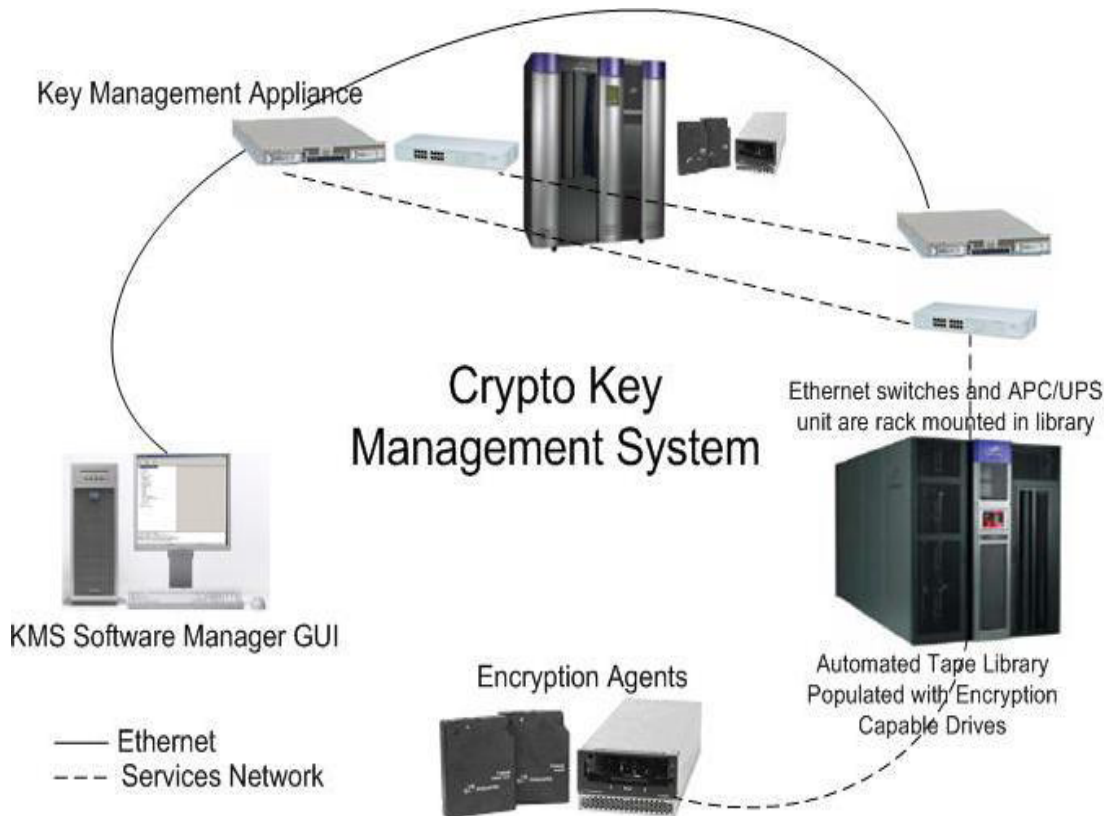 Key Management Appliance
Crypto Key
Management System
Ethernet switches and APC/UPS
unit are rack mounted in library
KMS Software Manager GUI
Automated Tape Library
Populated with Encryption
Capable Drives
Encryption Agents
Ethernet
Services Network